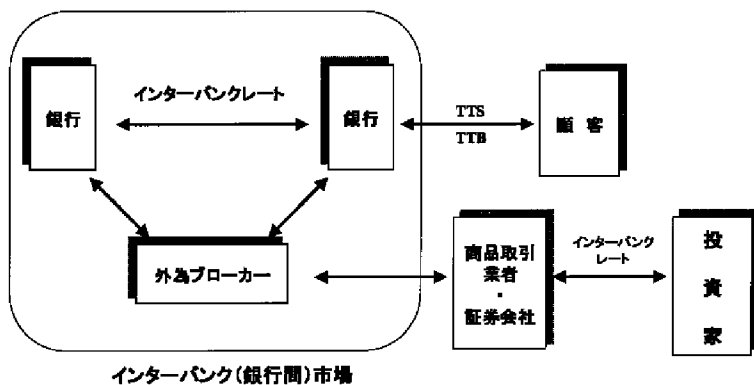 銀行
インターバンクレート
銀行
TTS
TTB
顧 客
外為ブローカー
商品取引
業者
・
証券会社
インターバンク
レート
投
資
家
インターバンク(銀行間)市場